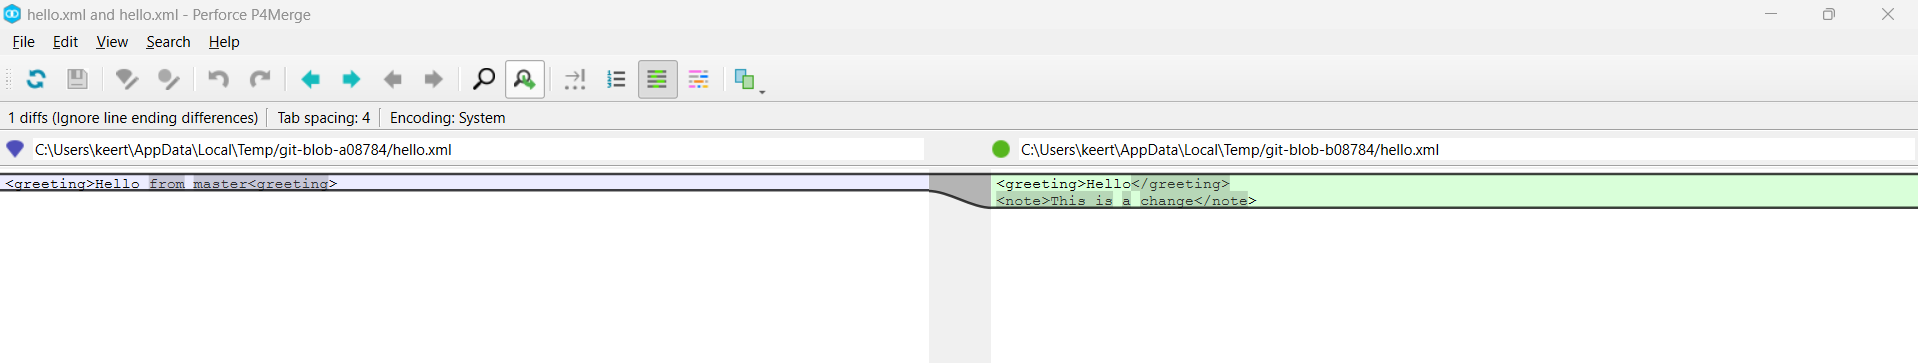 hello.xml and hello.xml - Perforce P4Merge
File Edit View Search Help
1 diffs (Ignore line ending differences) Tab spacing: 4 Encoding: System
C:\Users\keert\AppData\Local\Temp/git-blob-a08784/hello.xml
C:\Users\keert\AppData\Local\Temp/git-blob-b08784/hello.xml
<greeting>Hello from master<greeting>
<greeting>Hello</greeting>
<note>This is a change</note>